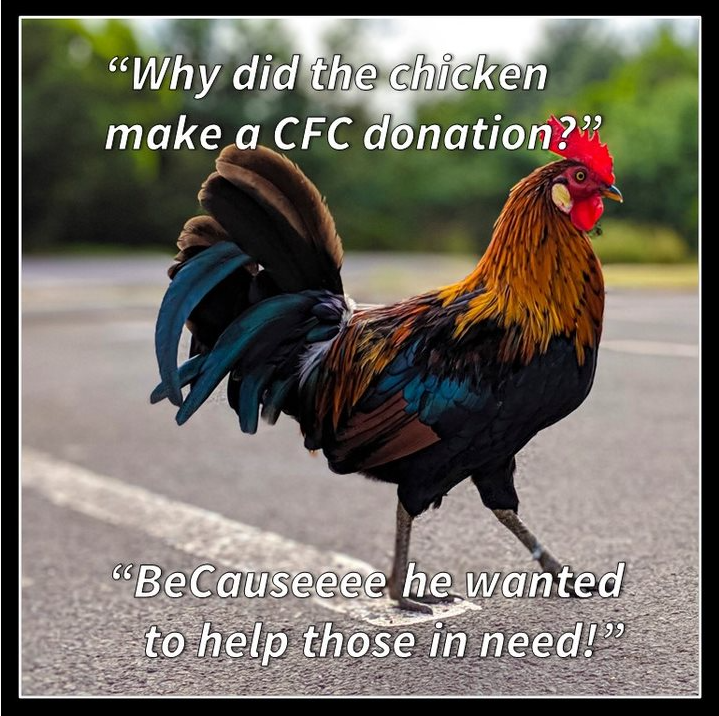 “Why did the chicken
make a CFC donation?”
“BeCauseeee he wanted
to help those in need!”